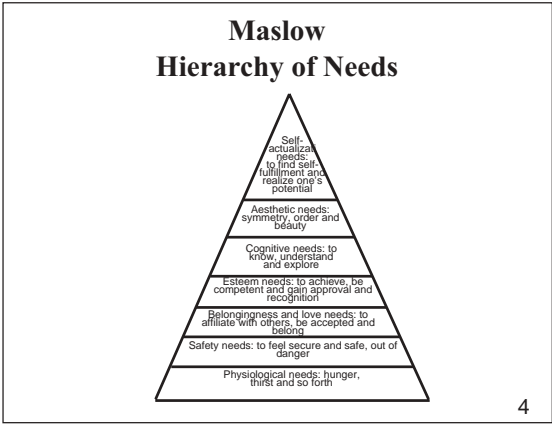 Maslow
Hierarchy of Needs
Self-
actualizati
needs:
to find self-
fulfillment and
realize one's
potential
Aesthetic needs:
symmetry, order and
beauty
Cognitive needs: to
know, understand
and explore
Esteem needs: to achieve, be
competent and gain approval and
recognition
Belongingness and love needs: to
affiliate with others, be accepted and
belong
Safety needs: to feel secure and safe, out of
danger
Physiological needs: hunger,
thirst and so forth
4